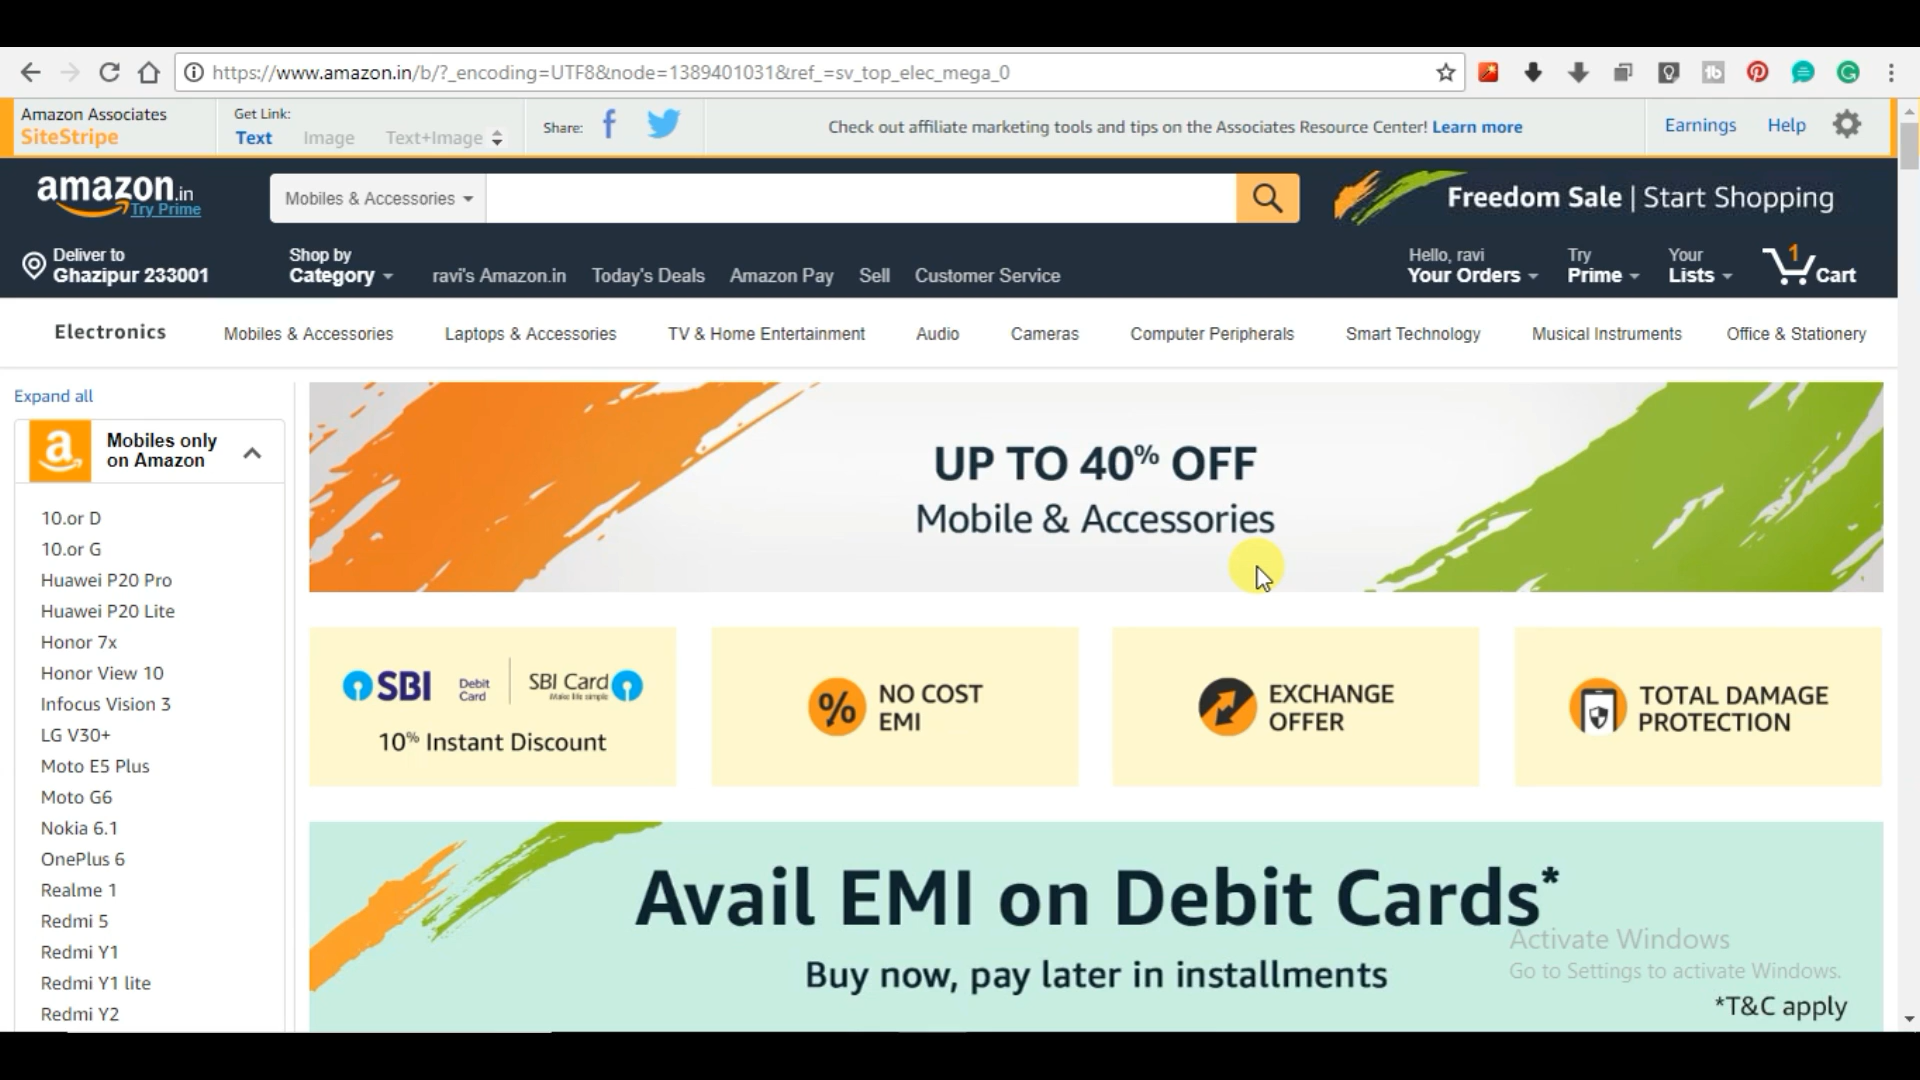 https://www.amazon.in/b/?_encoding=UTF8&node=1389401031&ref_=sv_top_elec_mega_0
Amazon Associates
SiteStripe
Get Link:
Text Image Text+Image
Share:
Check out affiliate marketing tools and tips on the Associates Resource Center! Learn more
Earnings Help
amazon.in
Try Prime
Mobiles & Accessories
Freedom Sale | Start Shopping
Deliver to
Ghazipur 233001
Shop by
Category
ravi's Amazon.in Today's Deals Amazon Pay Sell Customer Service
Hello, ravi
Your Orders
Try
Prime
Your
Lists
1
Cart
Electronics Mobiles & Accessories Laptops & Accessories TV & Home Entertainment Audio Cameras Computer Peripherals Smart Technology Musical Instruments Office & Stationery
Expand all
a
Mobiles only
on Amazon
10.or D
10.or G
Huawei P20 Pro
Huawei P20 Lite
Honor 7x
Honor View 10
Infocus Vision 3
LG V30+
Moto E5 Plus
Moto G6
Nokia 6.1
OnePlus 6
Realme 1
Redmi 5
Redmi Y1
Redmi Y1 lite
Redmi Y2
UP TO 40% OFF
Mobile & Accessories
SBI Debit Card
SBI Card
Make life simple
10% Instant Discount
% NO COST
EMI
EXCHANGE
OFFER
TOTAL DAMAGE
PROTECTION
Avail EMI on Debit Cards*
Buy now, pay later in installments
*T&C apply
Activate Windows
Go to Settings to activate Windows.